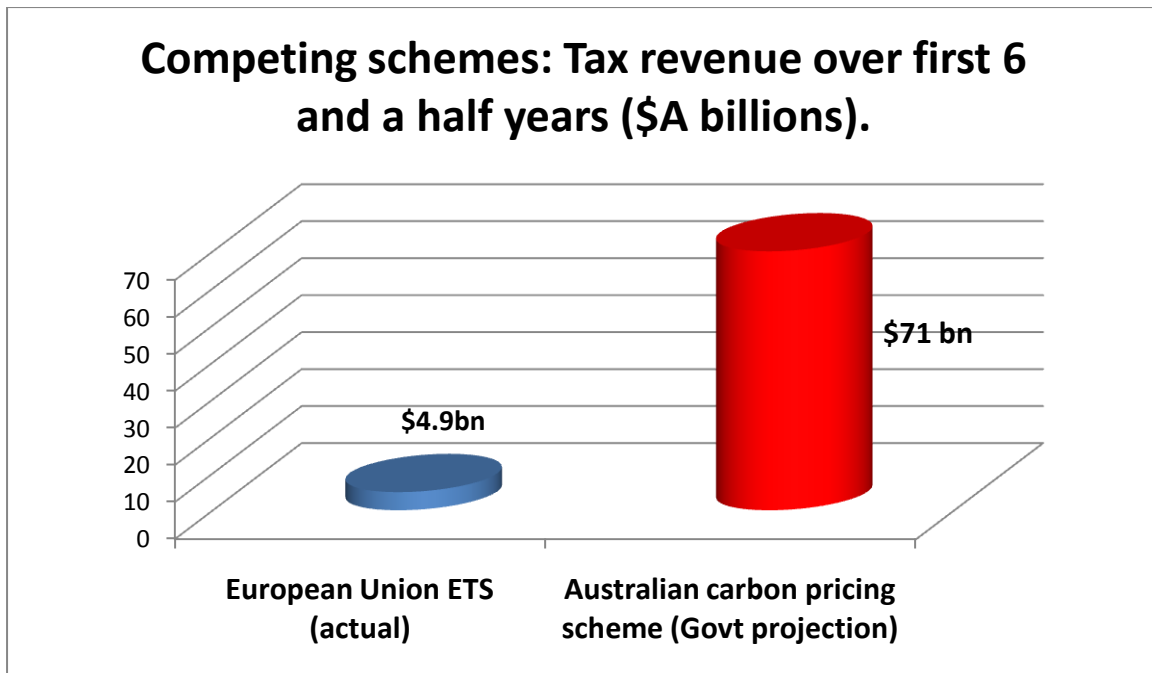 Competing schemes: Tax revenue over first 6
and a half years ($A billions).
70
60
50
40
30
20
10
0
$4.9bn
$71 bn
European Union ETS
(actual)
Australian carbon pricing
scheme (Govt projection)